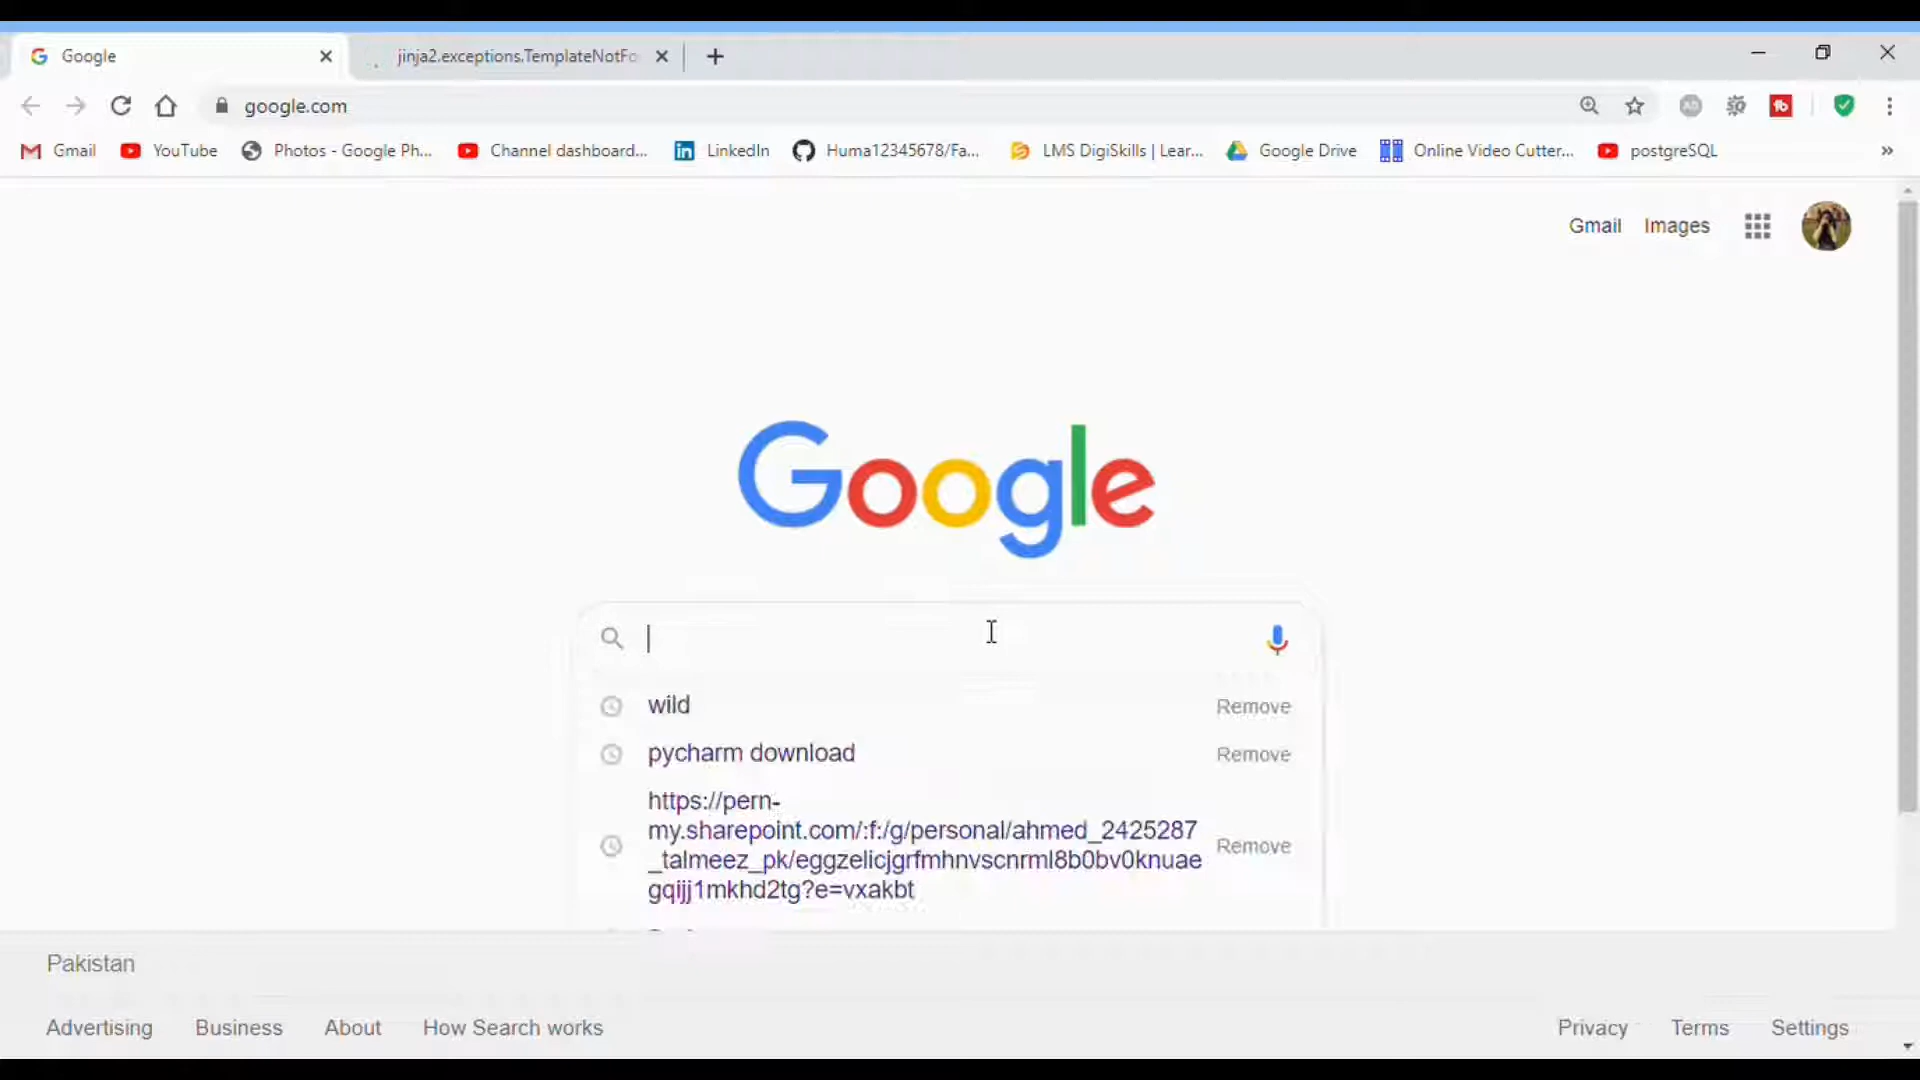 Google
jinja2.exceptions.TemplateNotFo
google.com
Gmail
YouTube
Photos - Google Ph...
Channel dashboard...
LinkedIn
Huma12345678/Fa...
LMS DigiSkills | Lear...
Google Drive
Online Video Cutter...
postgreSQL
»
Gmail Images
Google
wild Remove
pycharm download Remove
https://pern-
my.sharepoint.com/:f:/g/personal/ahmed_2425287
_talmeez_pk/eggzelicjgrfmhnvscnrml8b0bv0knuae
gqijj1mkhd2tg?e=vxakbt
Remove
Pakistan
Advertising Business About How Search works Privacy Terms Settings